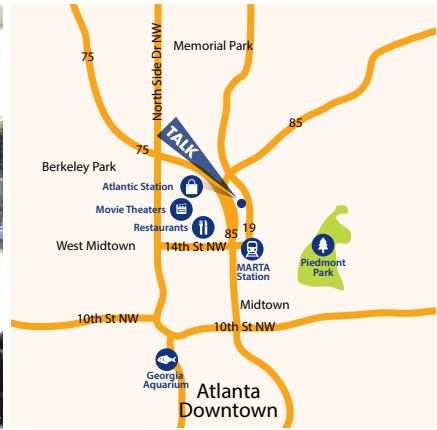 Memorial Park
75
North Side Dr NW
85
75
TALK
Berkeley Park
Atlantic Station
Movie Theaters
Restaurants
19
85
West Midtown
14th St NW
MARTA
Station
Piedmont
Park
Midtown
10th St NW
10th St NW
Georgia
Aquarium
Atlanta
Downtown